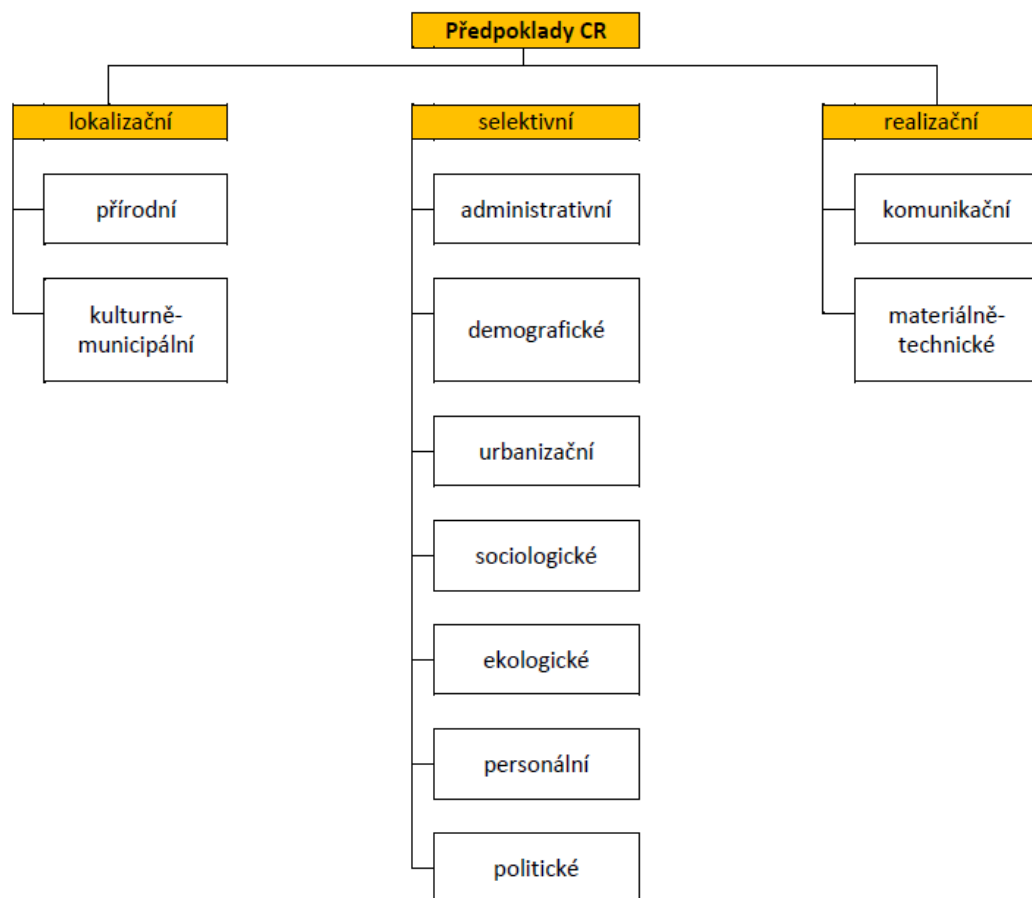 Předpoklady CR
lokalizační
přírodní
kulturně-
municipální
selektivní
administrativní
demografické
urbanizační
sociologické
ekologické
personální
politické
realizační
komunikační
materiálně-
technické